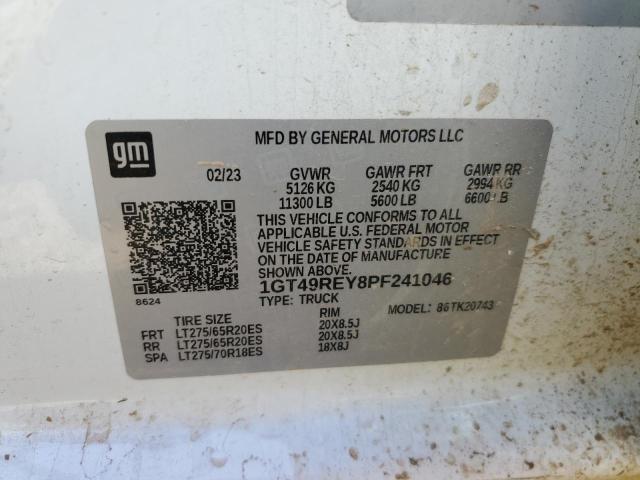 gm
MFD BY GENERAL MOTORS LLC
02/23 GVWR GAWR FRT GAWR RR
5126 KG 2540 KG 2994 KG
11300 LB 5600 LB 6600 LB
THIS VEHICLE CONFORMS TO ALL
APPLICABLE U.S. FEDERAL MOTOR
VEHICLE SAFETY STANDARDS IN EFFECT
ON THE DATE OF MANUFACTURE
SHOWN ABOVE.
8624 1GT49REY8PF241046
TYPE: TRUCK MODEL: 86TK20743
TIRE SIZE RIM
FRT LT275/65R20ES 20X8.5J
RR LT275/65R20ES 20X8.5J
SPA LT275/70R18ES 18X8J